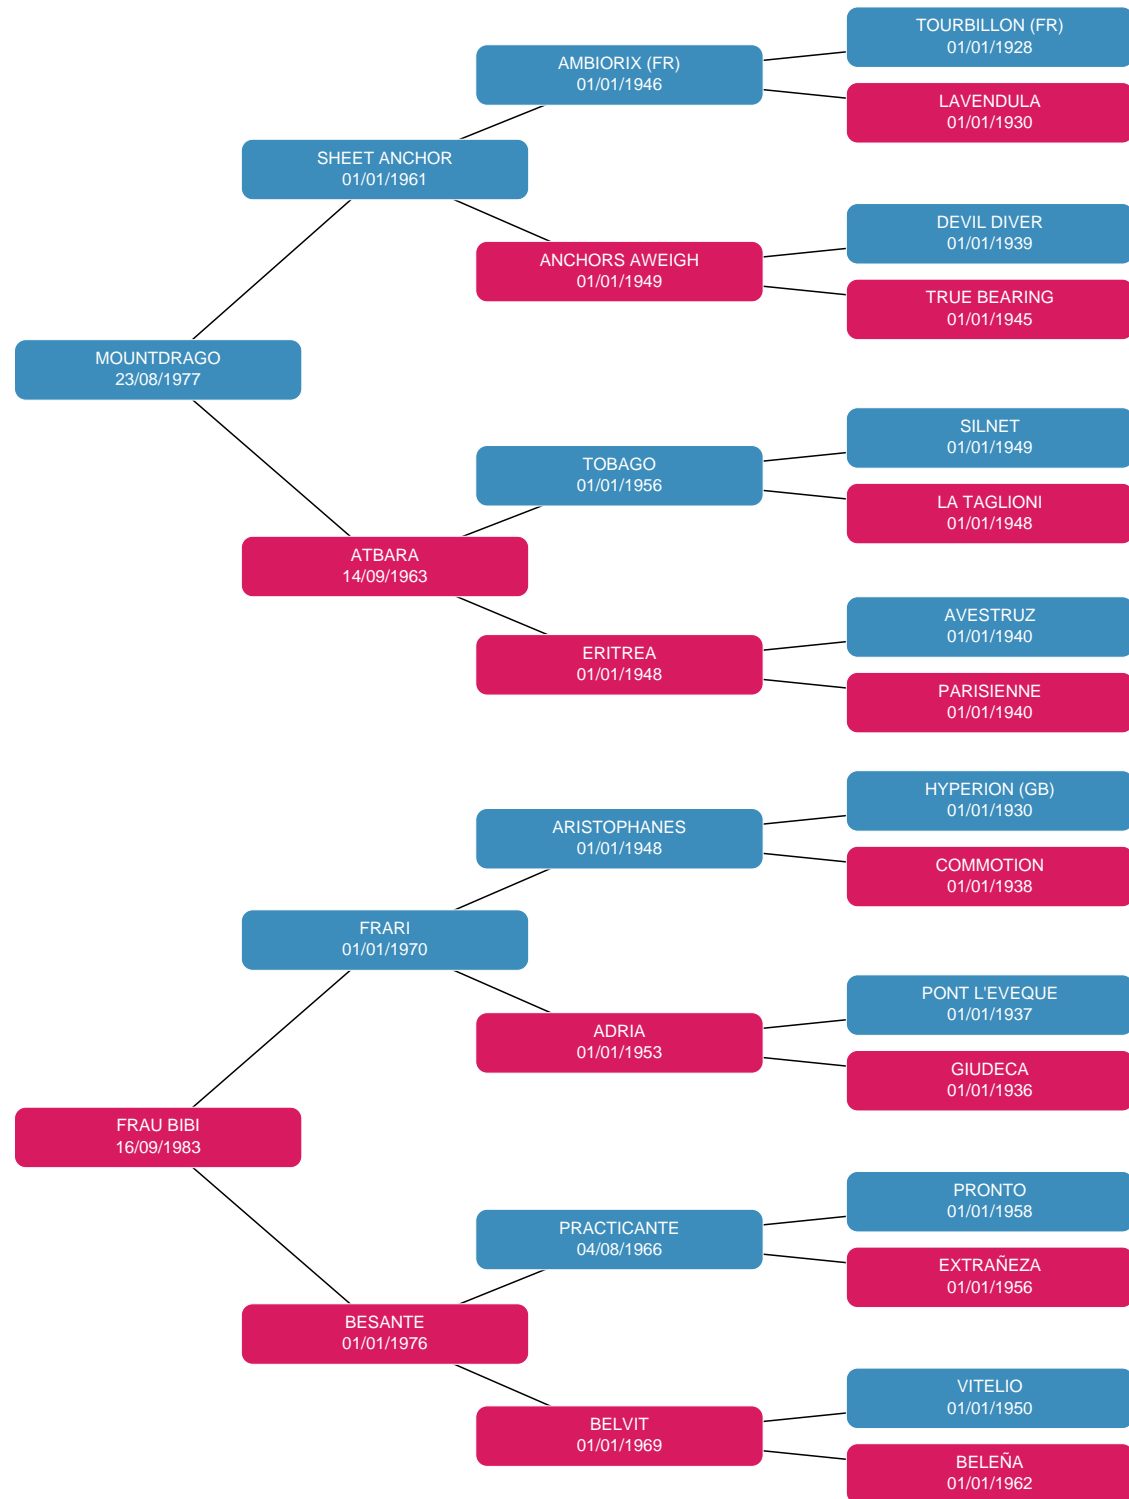 TOURBILLON (FR)
01/01/1928
AMBIORIX (FR)
01/01/1946
LAVENDULA
01/01/1930
SHEET ANCHOR
01/01/1961
DEVIL DIVER
01/01/1939
ANCHORS AWEIGH
01/01/1949
TRUE BEARING
01/01/1945
MOUNTDRAGO
23/08/1977
SILNET
01/01/1949
TOBAGO
01/01/1956
LA TAGLIONI
01/01/1948
ATBARA
14/09/1963
AVESTRUZ
01/01/1940
ERITREA
01/01/1948
PARISIENNE
01/01/1940
HYPERION (GB)
01/01/1930
ARISTOPHANES
01/01/1948
COMMOTION
01/01/1938
FRARI
01/01/1970
PONT L'EVEQUE
01/01/1937
ADRIA
01/01/1953
GIUDECA
01/01/1936
FRAU BIBI
16/09/1983
PRONTO
01/01/1958
PRACTICANTE
04/08/1966
EXTRAÑEZA
01/01/1956
BESANTE
01/01/1976
VITELIO
01/01/1950
BELVIT
01/01/1969
BELEÑA
01/01/1962